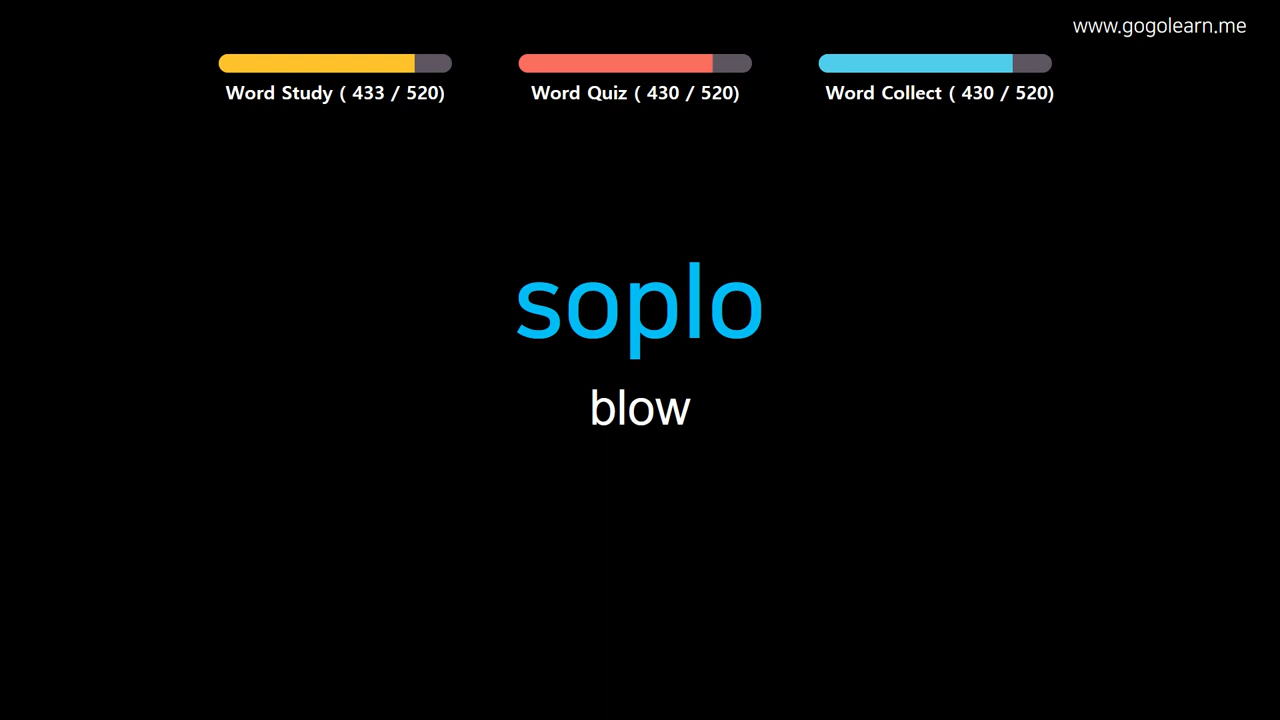 www.gogolearn.me
Word Study ( 433 / 520)
Word Quiz ( 430 / 520)
Word Collect ( 430 / 520)
soplo
blow